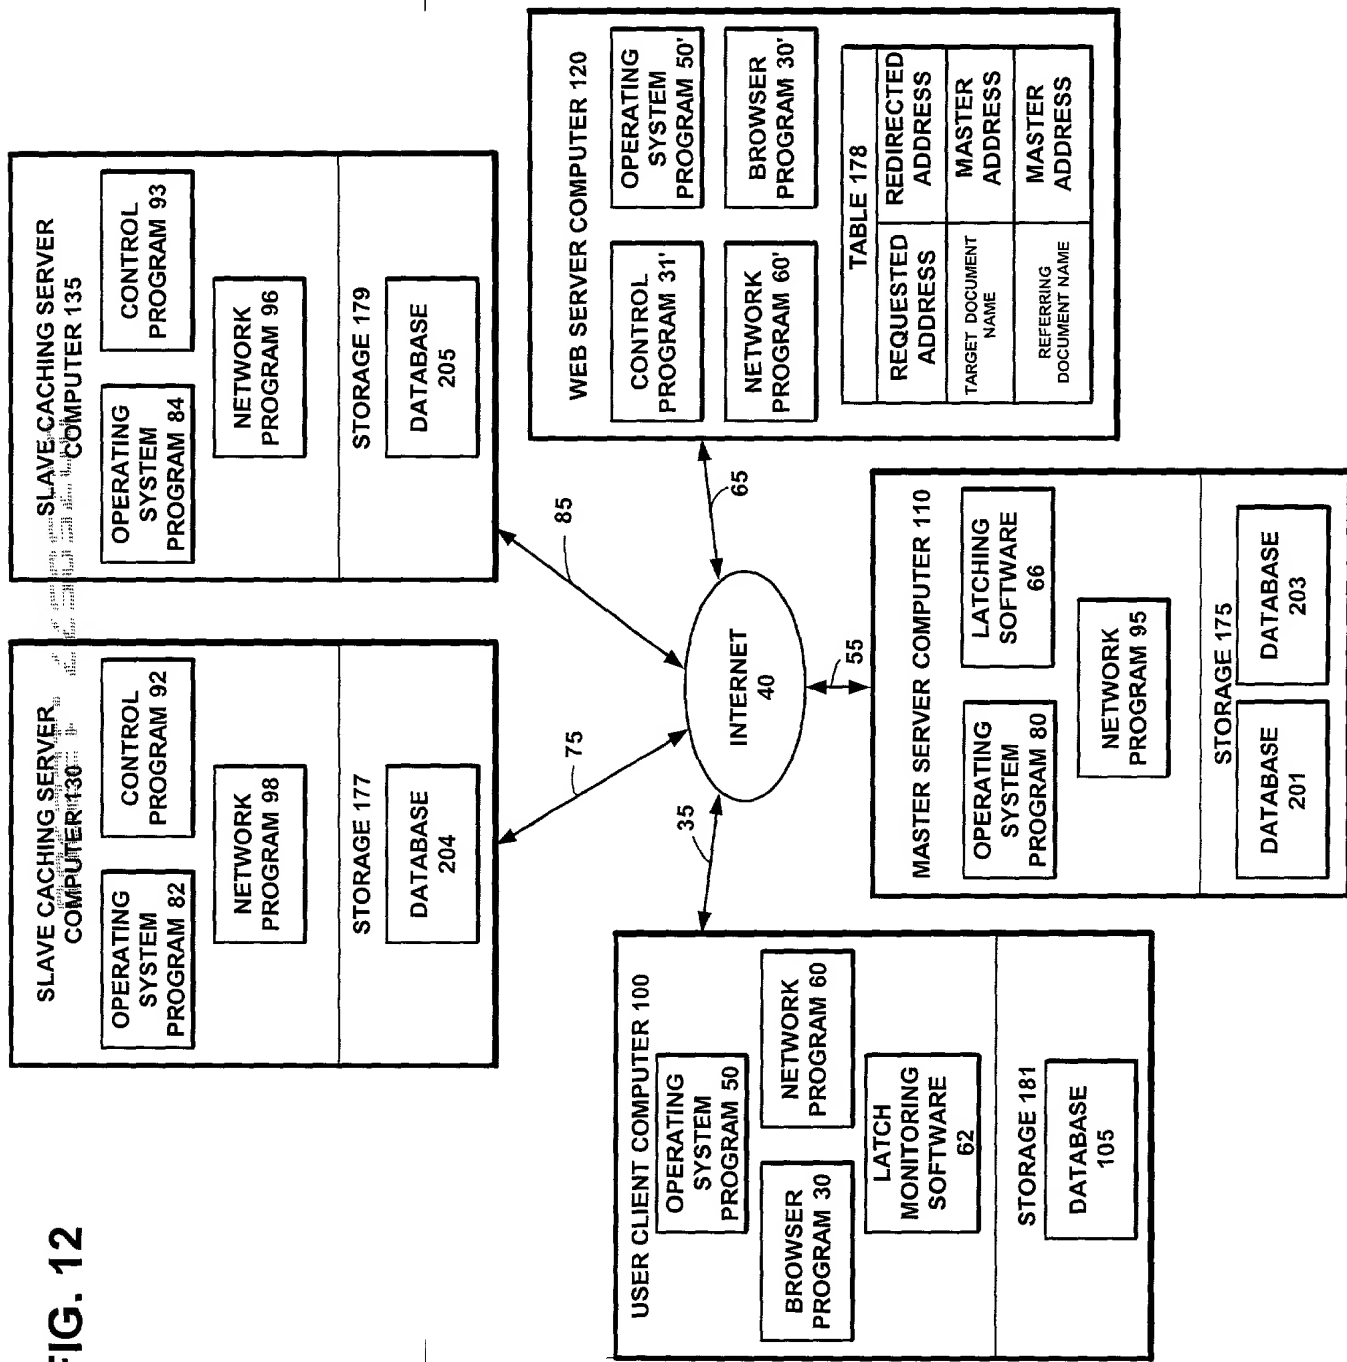 FIG. 12
SLAVE CACHING SERVER
COMPUTER 130
OPERATING
SYSTEM
PROGRAM 82
CONTROL
PROGRAM 92
NETWORK
PROGRAM 98
STORAGE 177
DATABASE
204
SLAVE CACHING SERVER
COMPUTER 135
OPERATING
SYSTEM
PROGRAM 84
CONTROL
PROGRAM 93
NETWORK
PROGRAM 96
STORAGE 179
DATABASE
205
75
85
35
INTERNET
40
65
55
USER CLIENT COMPUTER 100
OPERATING
SYSTEM
PROGRAM 50
BROWSER
PROGRAM 30
NETWORK
PROGRAM 60
LATCH
MONITORING
SOFTWARE
62
STORAGE 181
DATABASE
105
MASTER SERVER COMPUTER 110
OPERATING
SYSTEM
PROGRAM 80
LATCHING
SOFTWARE
66
NETWORK
PROGRAM 95
STORAGE 175
DATABASE
201
DATABASE
203
WEB SERVER COMPUTER 120
CONTROL
PROGRAM 31'
OPERATING
SYSTEM
PROGRAM 50'
NETWORK
PROGRAM 60'
BROWSER
PROGRAM 30'
TABLE 178
REQUESTED
ADDRESS
REDIRECTED
ADDRESS
TARGET DOCUMENT
NAME
MASTER
ADDRESS
REFERRING
DOCUMENT NAME
MASTER
ADDRESS